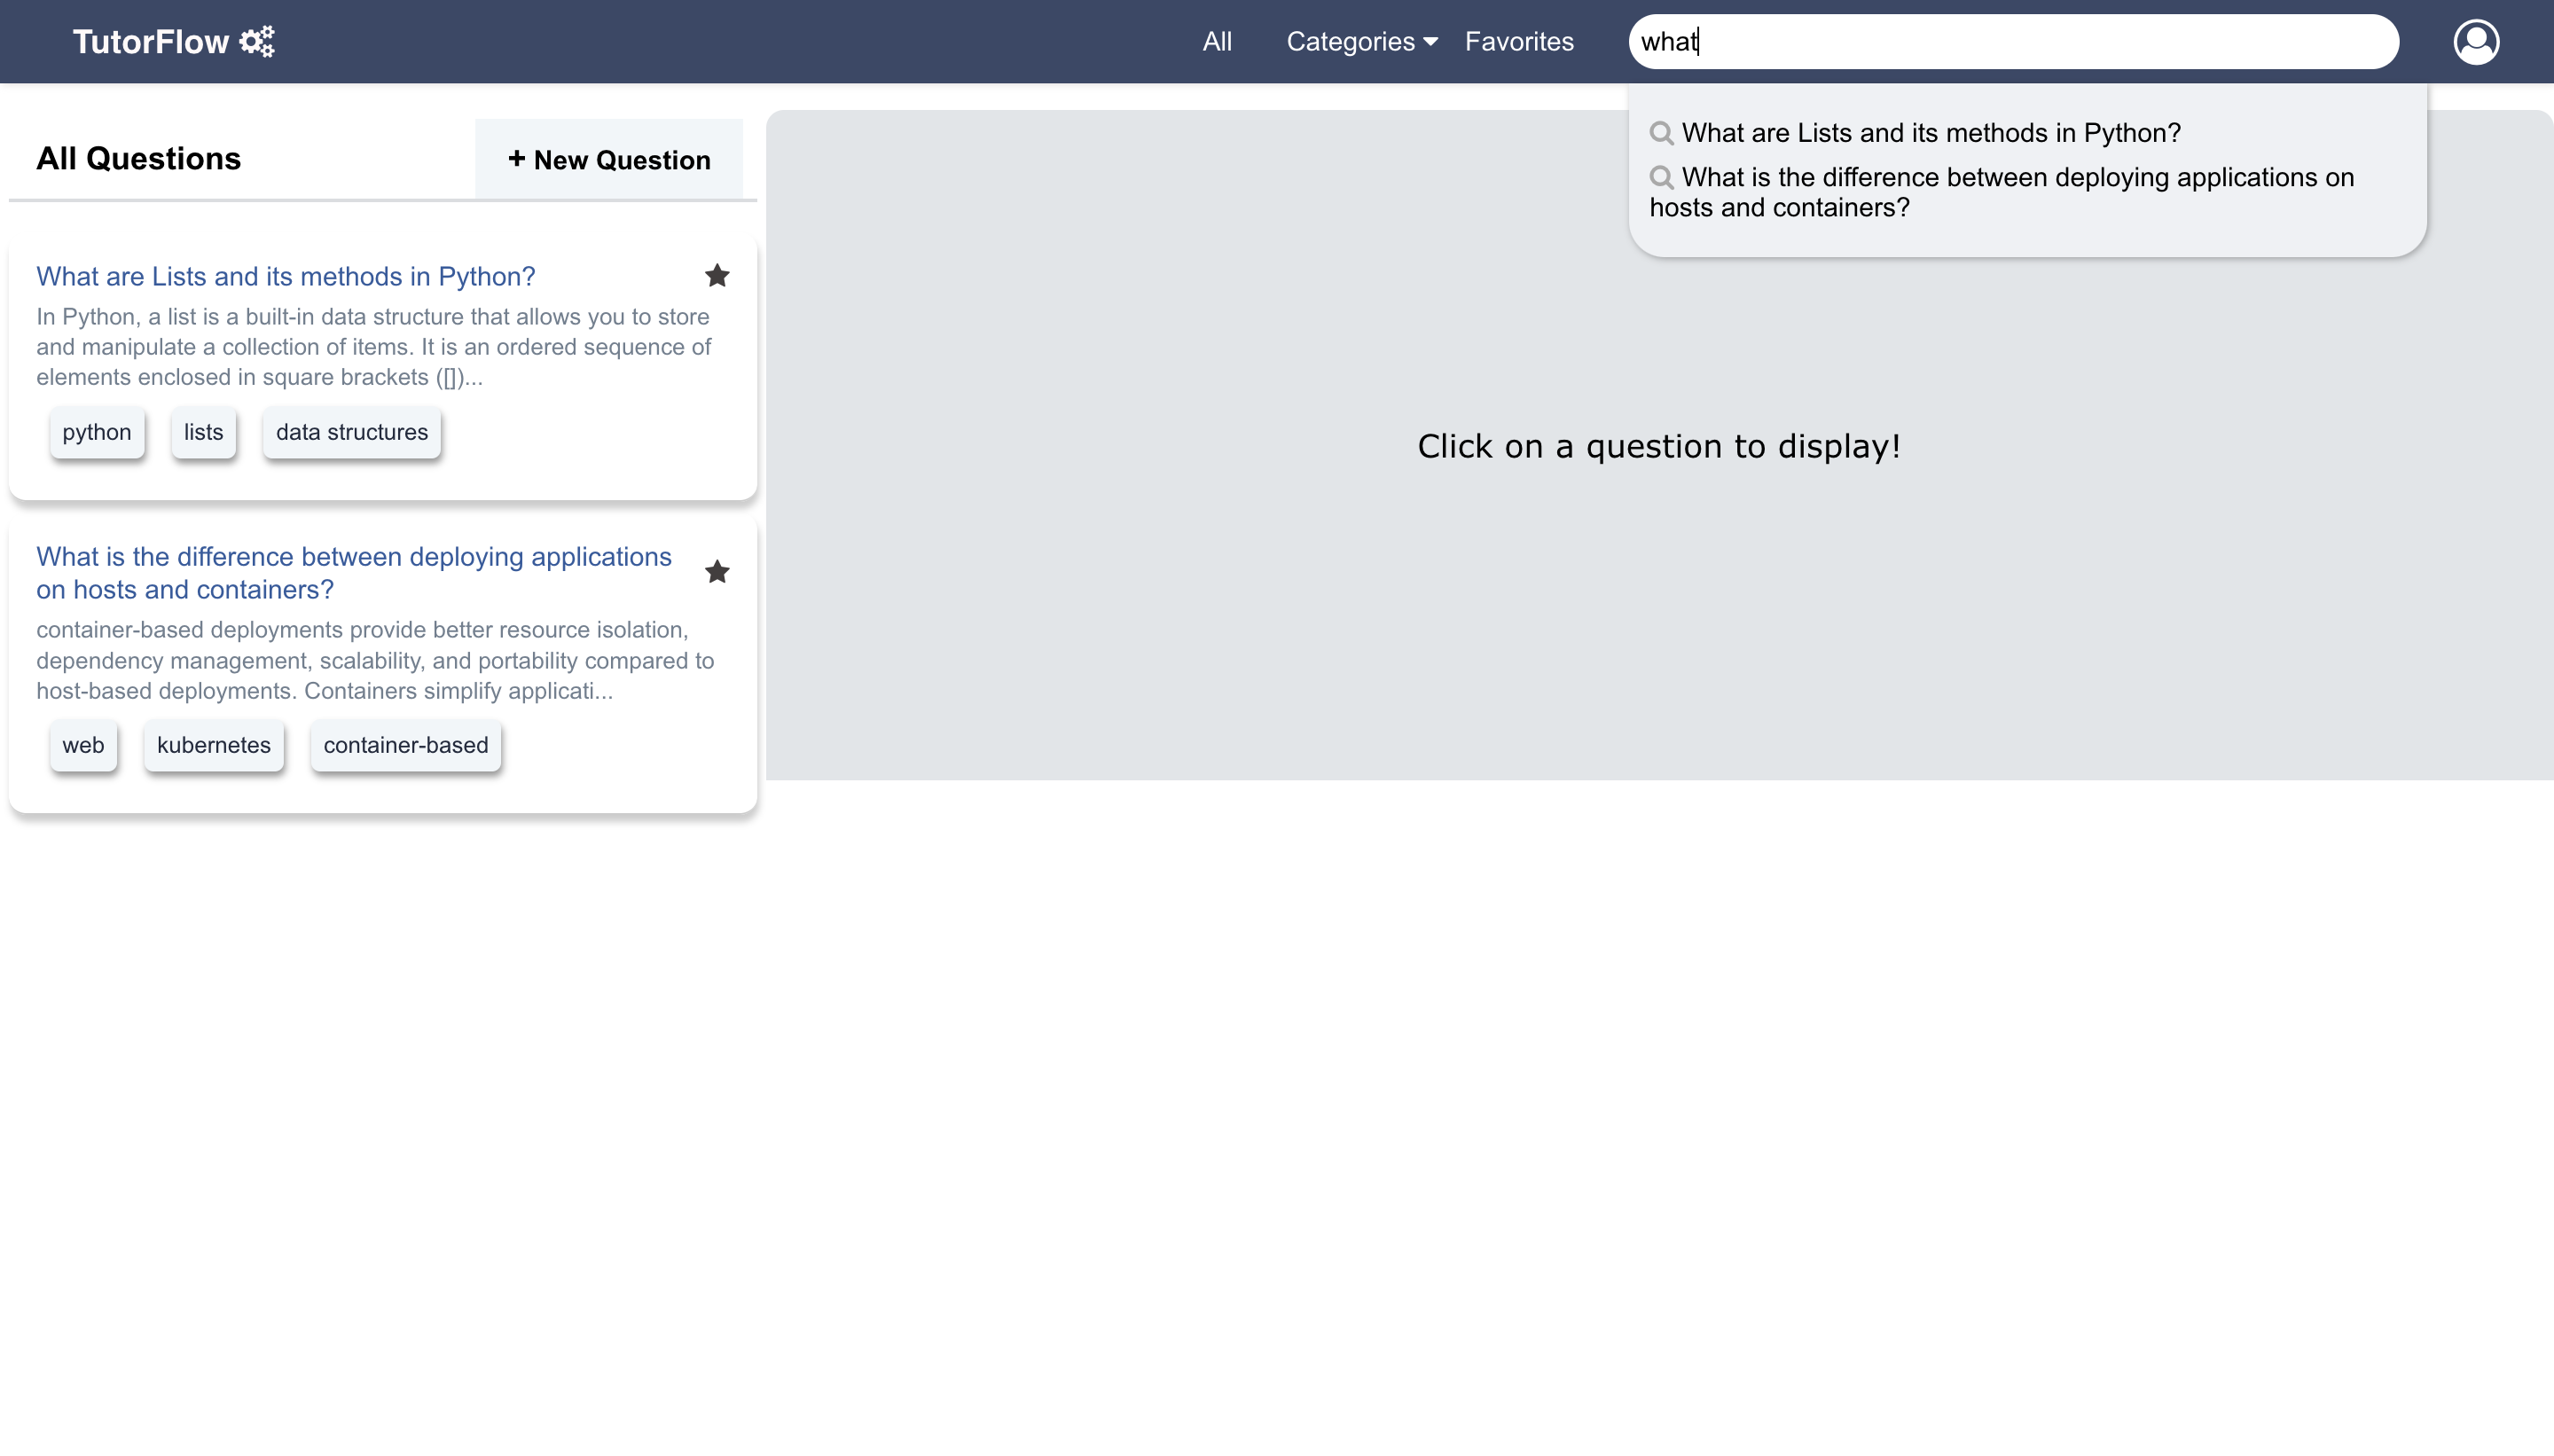 TutorFlow
All
Categories
Favorites
what
What are Lists and its methods in Python?
What is the difference between deploying applications on
hosts and containers?
All Questions
+ New Question
What are Lists and its methods in Python?
In Python, a list is a built-in data structure that allows you to store
and manipulate a collection of items. It is an ordered sequence of
elements enclosed in square brackets ([])...
python
lists
data structures
What is the difference between deploying applications
on hosts and containers?
container-based deployments provide better resource isolation,
dependency management, scalability, and portability compared to
host-based deployments. Containers simplify applicati...
web
kubernetes
container-based
Click on a question to display!